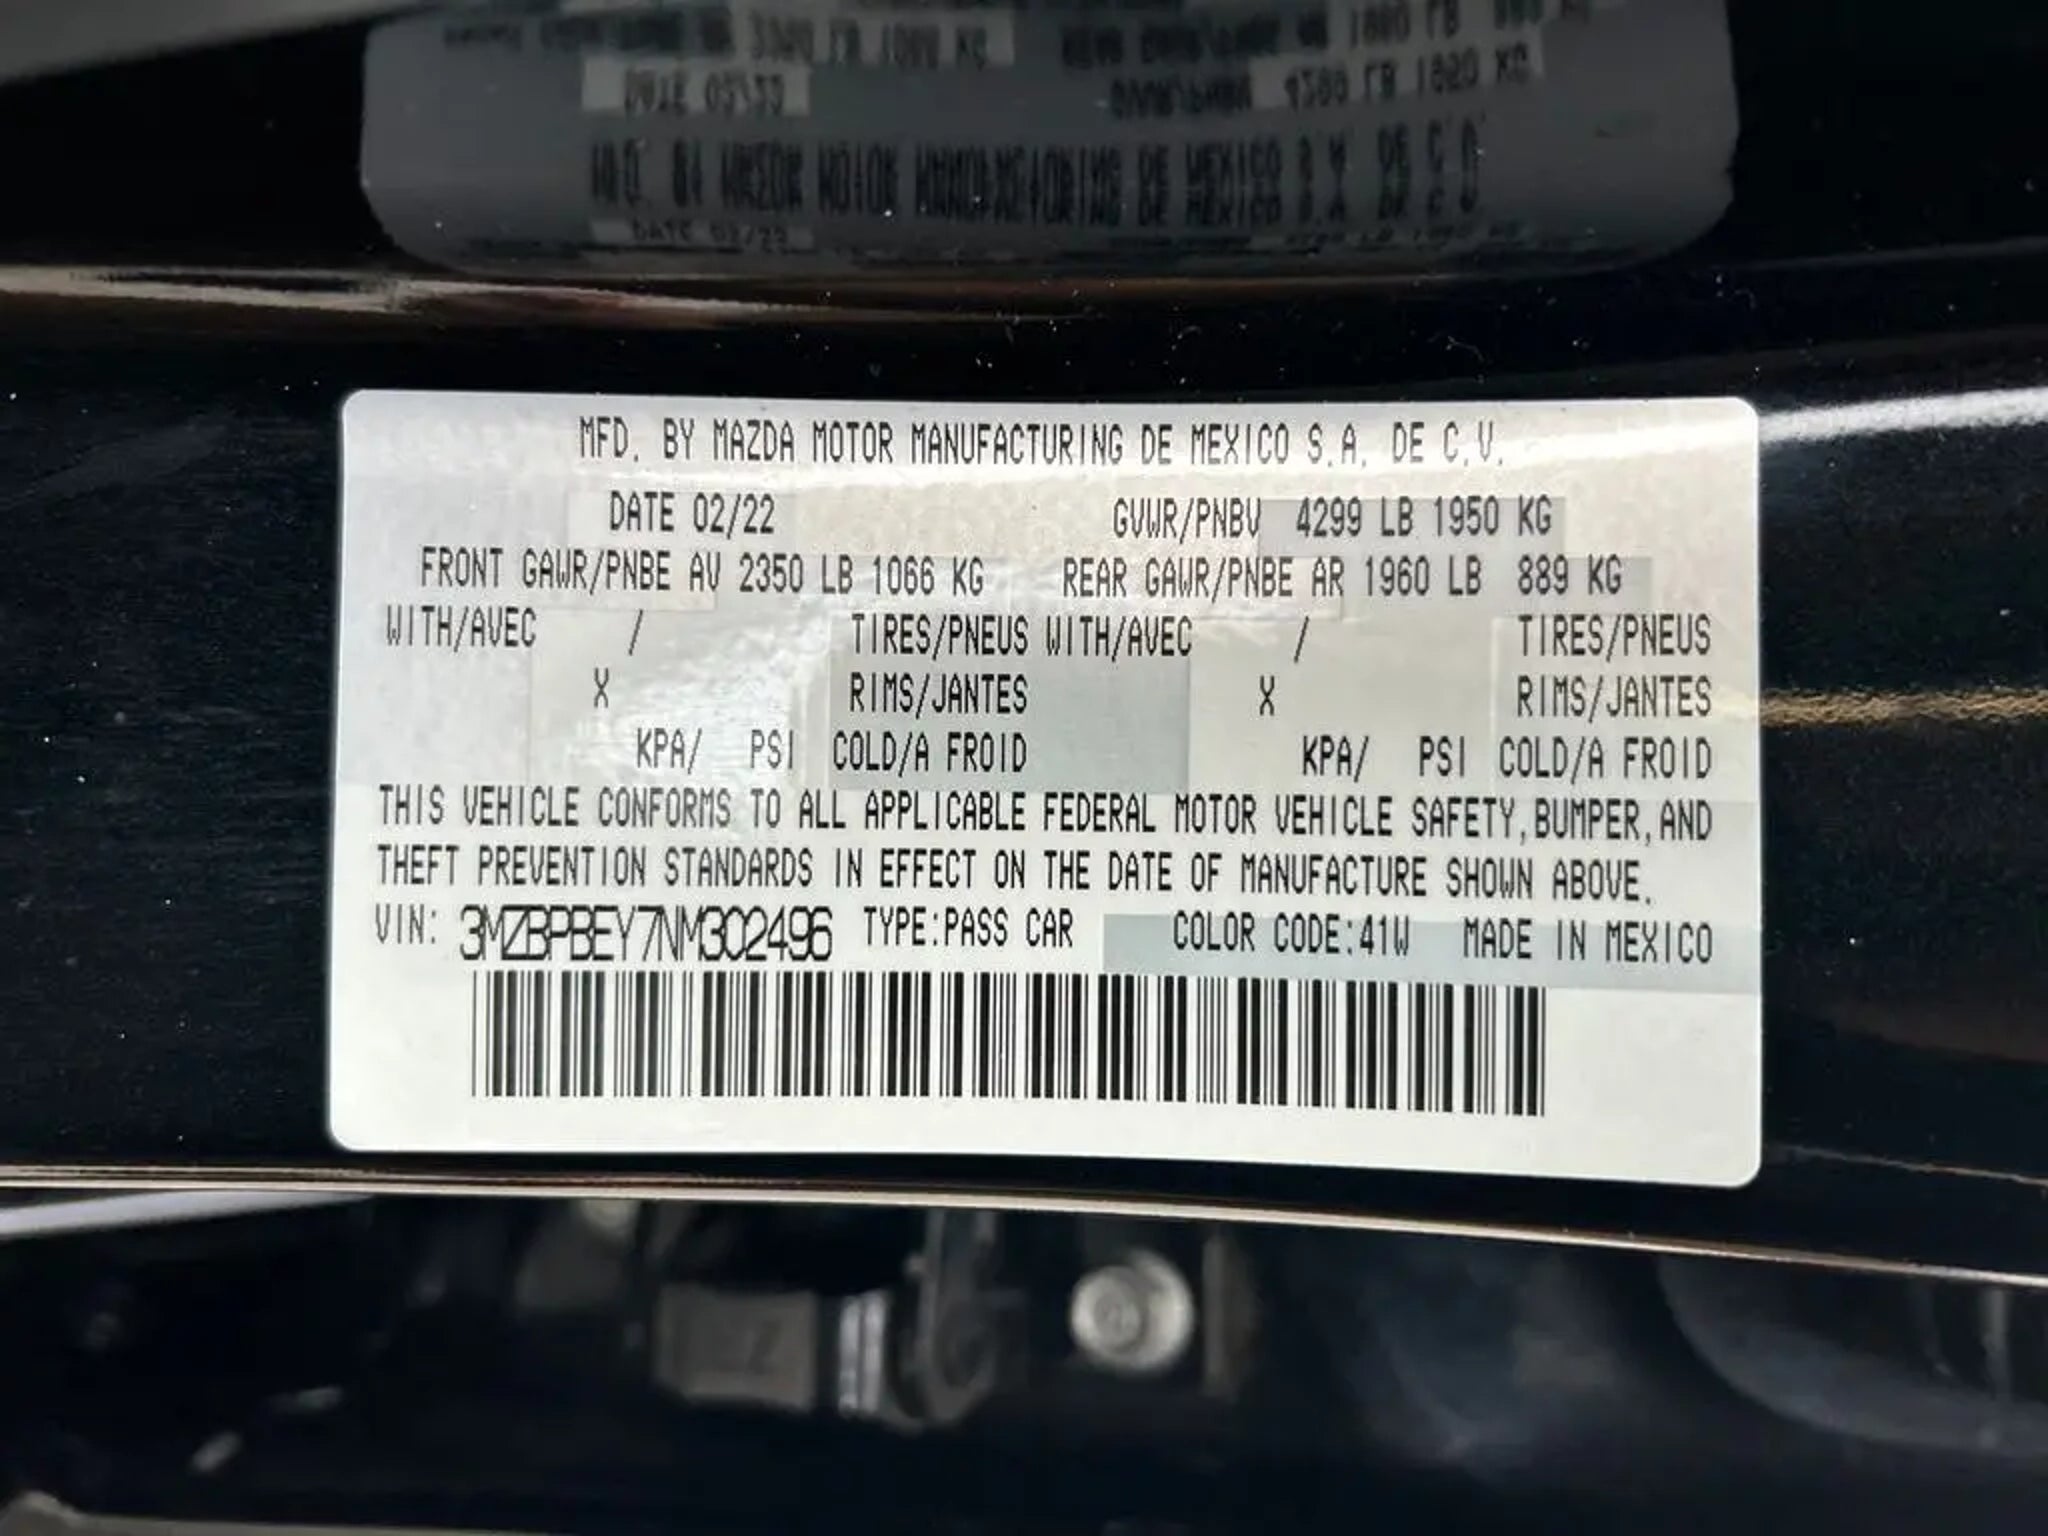 MFD. BY MAZDA MOTOR MANUFACTURING DE MEXICO S.A. DE C.V.
DATE 02/22 GVWR/PNBV 4299 LB 1950 KG
FRONT GAWR/PNBE AV 2350 LB 1066 KG REAR GAWR/PNBE AR 1960 LB 889 KG
WITH/AVEC / TIRES/PNEUS WITH/AVEC / TIRES/PNEUS
X RIMS/JANTES X RIMS/JANTES
KPA/ PSI COLD/A FROID KPA/ PSI COLD/A FROID
THIS VEHICLE CONFORMS TO ALL APPLICABLE FEDERAL MOTOR VEHICLE SAFETY,BUMPER,AND
THEFT PREVENTION STANDARDS IN EFFECT ON THE DATE OF MANUFACTURE SHOWN ABOVE.
VIN: 3MZBPBEY7NM302496 TYPE:PASS CAR COLOR CODE:41W MADE IN MEXICO